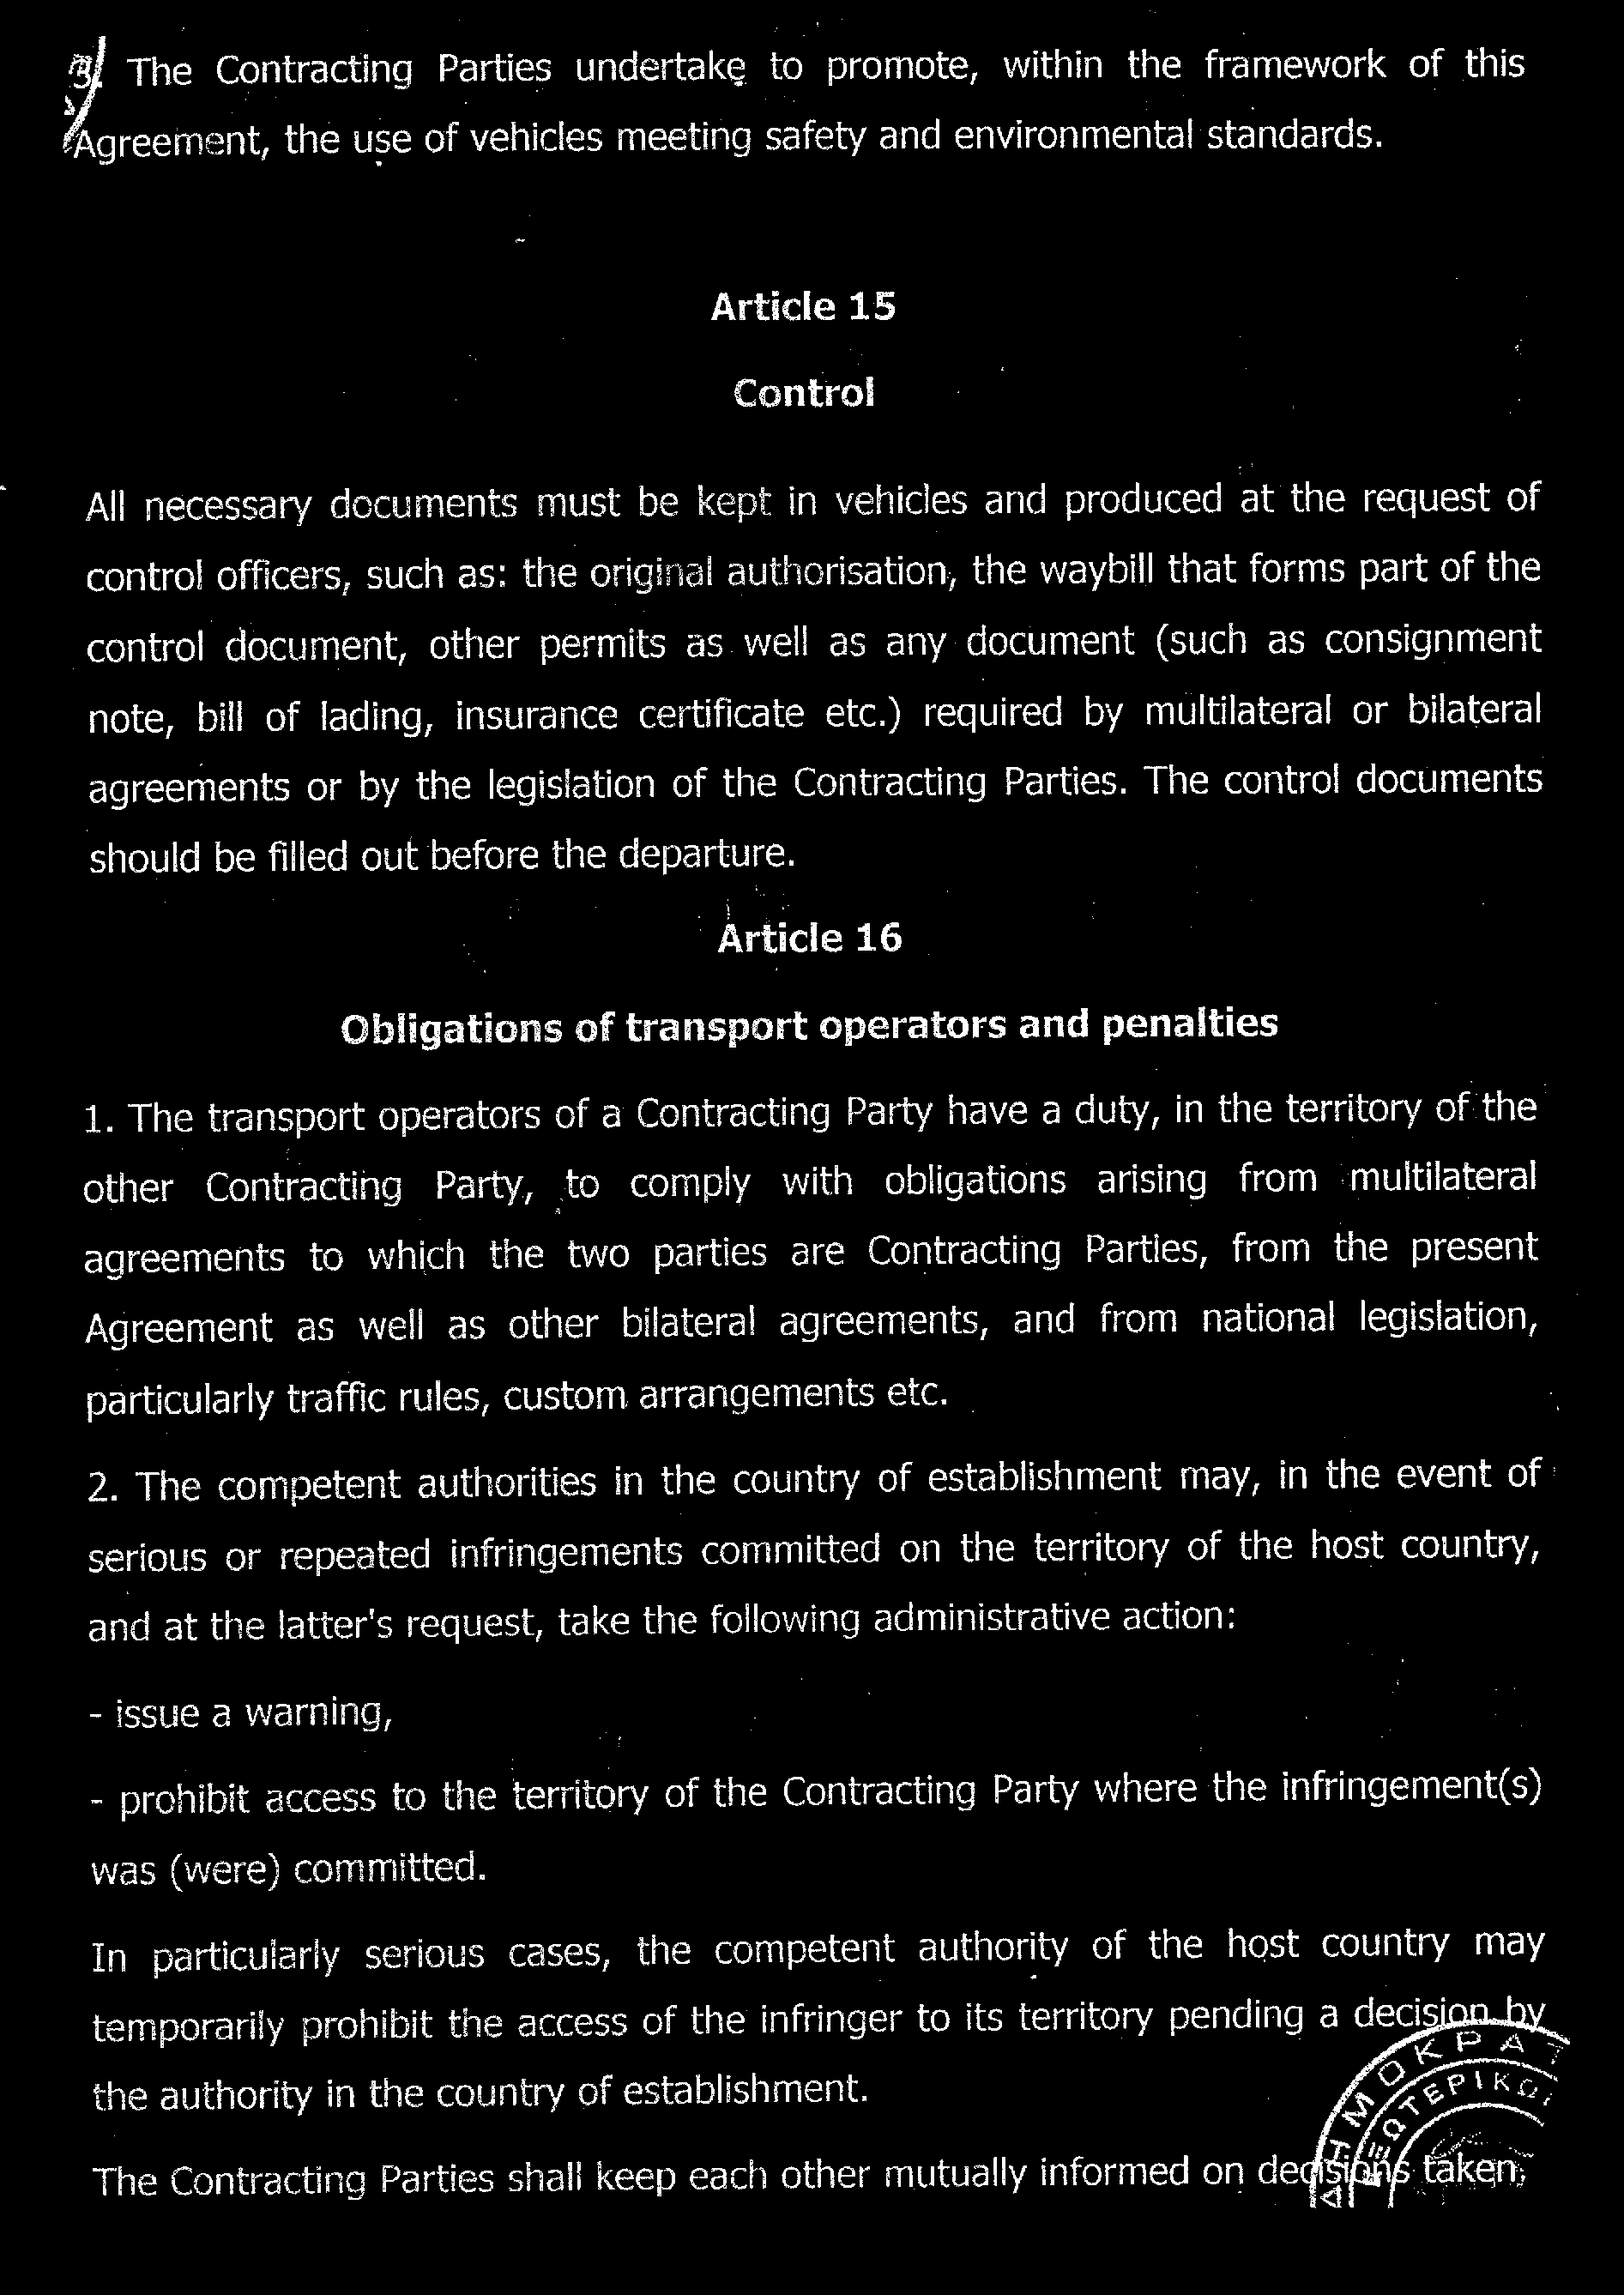 3. The Contracting Parties undertake to promote, within the framework of this
Agreement, the use of vehicles meeting safety and environmental standards.
Article 15
Control
All necessary documents must be kept in vehicles and produced at the request of
control officers, such as: the original authorisation, the waybill that forms part of the
control document, other permits as well as any document (such as consignment
note, bill of lading, insurance certificate etc.) required by multilateral or bilateral
agreements or by the legislation of the Contracting Parties. The control documents
should be filled out before the departure.
Article 16
Obligations of transport operators and penalties
1. The transport operators of a Contracting Party have a duty, in the territory of the
other Contracting Party, to comply with obligations arising from multilateral
agreements to which the two parties are Contracting Parties, from the present
Agreement as well as other bilateral agreements, and from national legislation,
particularly traffic rules, custom arrangements etc.
2. The competent authorities in the country of establishment may, in the event of
serious or repeated infringements committed on the territory of the host country,
and at the latter's request, take the following administrative action:
- issue a warning,
- prohibit access to the territory of the Contracting Party where the infringement(s)
was (were) committed.
In particularly serious cases, the competent authority of the host country may
temporarily prohibit the access of the infringer to its territory pending a decision by
the authority in the country of establishment.
The Contracting Parties shall keep each other mutually informed on decisions taken.